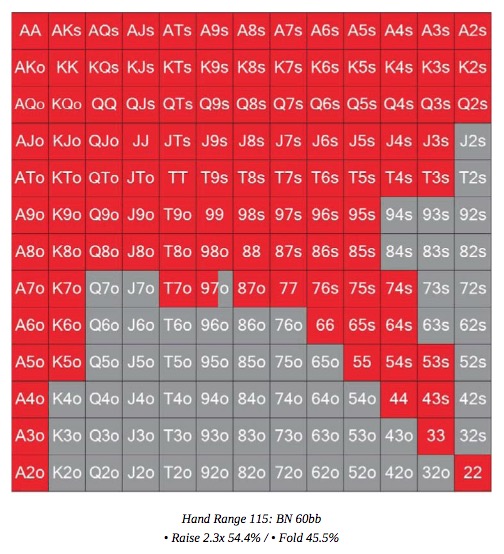 AA AKs AQs AJs ATs A9s A8s A7s A6s A5s A4s A3s A2s
AKo KK KQs KJs KTs K9s K8s K7s K6s K5s K4s K3s K2s
AQo KQo QQ QJs QTs Q9s Q8s Q7s Q6s Q5s Q4s Q3s Q2s
AJo KJo QJo JJ JTs J9s J8s J7s J6s J5s J4s J3s J2s
ATo KTo QTo JTo TT T9s T8s T7s T6s T5s T4s T3s T2s
A9o K9o Q9o J9o T9o 99 98s 97s 96s 95s 94s 93s 92s
A8o K8o Q8o J8o T8o 98o 88 87s 86s 85s 84s 83s 82s
A7o K7o Q7o J7o T7o 97o 87o 77 76s 75s 74s 73s 72s
A6o K6o Q6o J6o T6o 96o 86o 76o 66 65s 64s 63s 62s
A5o K5o Q5o J5o T5o 95o 85o 75o 65o 55 54s 53s 52s
A4o K4o Q4o J4o T4o 94o 84o 74o 64o 54o 44 43s 42s
A3o K3o Q3o J3o T3o 93o 83o 73o 63o 53o 43o 33 32s
A2o K2o Q2o J2o T2o 92o 82o 72o 62o 52o 42o 32o 22
Hand Range 115: BN 60bb
• Raise 2.3x 54.4% / • Fold 45.5%